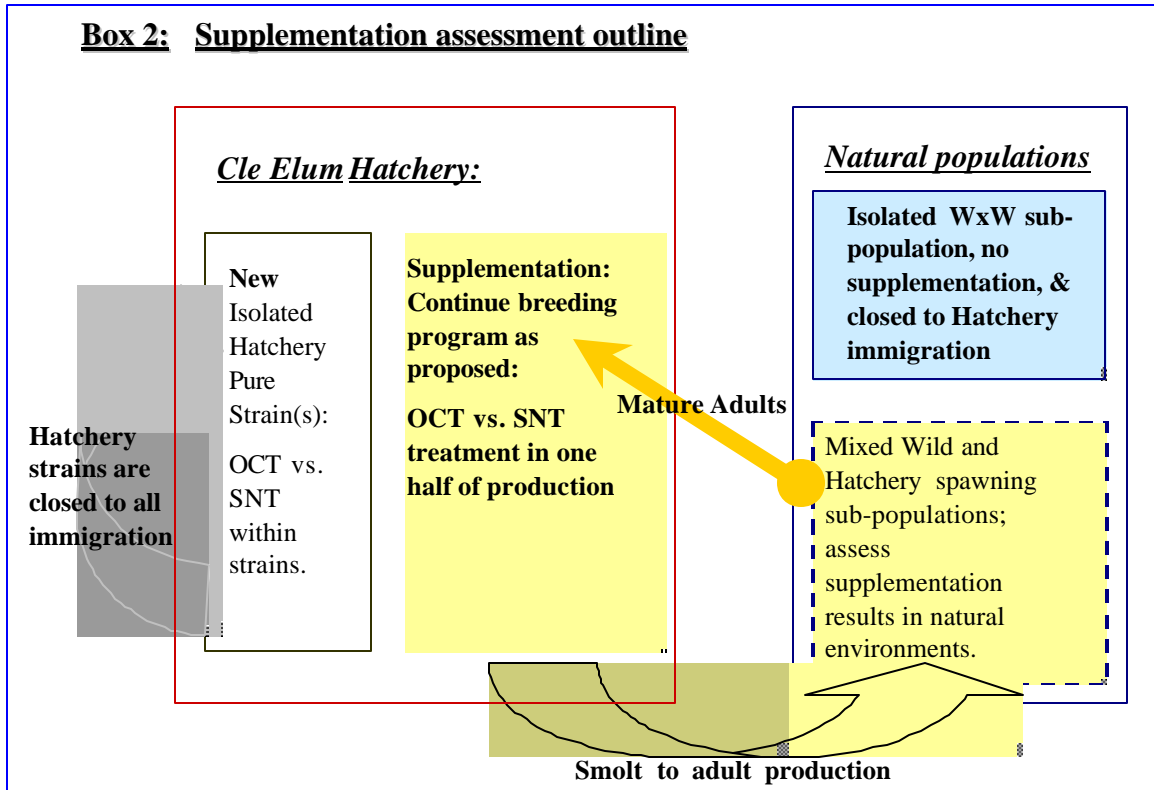 Box 2: Supplementation assessment outline
Cle Elum Hatchery:
New
Isolated
Hatchery
Pure
Strain(s):
OCT vs.
SNT
within
strains.
Supplementation:
Continue breeding
program as
proposed:
OCT vs. SNT
treatment in one
half of production
Hatchery
strains are
closed to all
immigration
Mature Adults
Natural populations
Isolated WxW sub-
population, no
supplementation, &
closed to Hatchery
immigration
Mixed Wild and
Hatchery spawning
sub-populations;
assess
supplementation
results in natural
environments.
Smolt to adult production